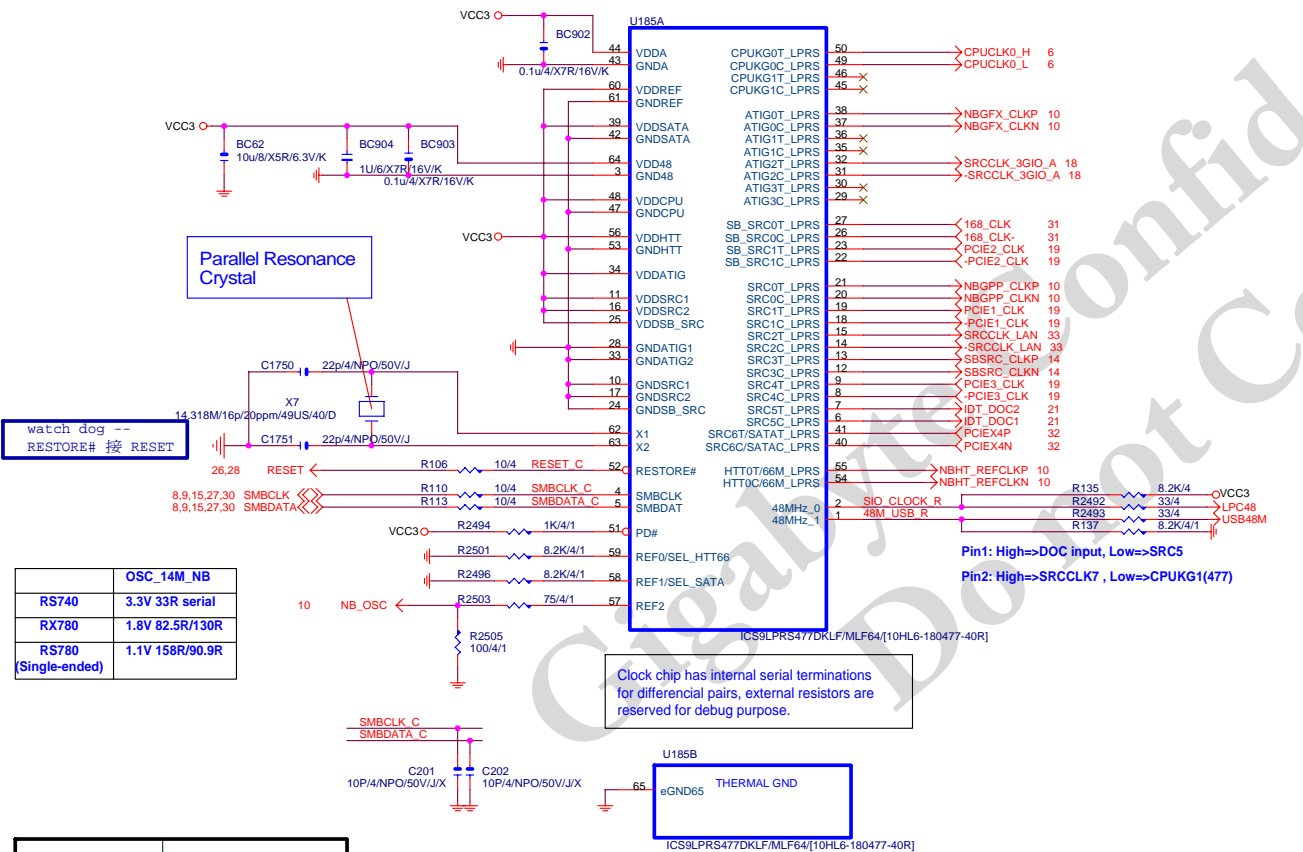 VCC3
BC902
0.1u/4/X7R/16V/K
U185A
VCC3
BC62
10u/8/X5R/6.3V/K
BC904
1U/6/X7R/16V/K
BC903
0.1u/4/X7R/16V/K
VCC3
Parallel Resonance
Crystal
C1750
22p/4/NPO/50V/J
X7
14.318M/16p/20ppm/49US/40/D
C1751
22p/4/NPO/50V/J
watch dog --
RESTORE# 接 RESET
44 VDDA
43 GNDA
60 VDDREF
61 GNDREF
39 VDDSATA
42 GNDSATA
64 VDD48
3 GND48
48 VDDCPU
47 GNDCPU
56 VDDHTT
53 GNDHTT
34 VDDATIG
11 VDDSRC1
16 VDDSRC2
25 VDDSB_SRC
28 GNDATIG1
33 GNDATIG2
10 GNDSRC1
17 GNDSRC2
24 GNDSB_SRC
62 X1
63 X2
26,28 RESET R106 10/4 RESET_C 52 RESTORE#
8,9,15,27,30 SMBCLK R110 10/4 SMBCLK_C 4 SMBCLK
8,9,15,27,30 SMBDATA R113 10/4 SMBDATA_C 5 SMBDAT
VCC3 R2494 1K/4/1 51 PD#
R2501 8.2K/4/1 59 REF0/SEL_HTT66
R2496 8.2K/4/1 58 REF1/SEL_SATA
10 NB_OSC R2503 75/4/1 57 REF2
R2505
100/4/1
CPUKG0T_LPRS 50 CPUCLK0_H 6
CPUKG0C_LPRS 49 CPUCLK0_L 6
CPUKG1T_LPRS 46
CPUKG1C_LPRS 45
ATIG0T_LPRS 38 NBGFX_CLKP 10
ATIG0C_LPRS 37 NBGFX_CLKN 10
ATIG1T_LPRS 36
ATIG1C_LPRS 35
ATIG2T_LPRS 32 SRCCLK_3GIO_A 18
ATIG2C_LPRS 31 -SRCCLK_3GIO_A 18
ATIG3T_LPRS 30
ATIG3C_LPRS 29
SB_SRC0T_LPRS 27 168_CLK 31
SB_SRC0C_LPRS 26 168_CLK- 31
SB_SRC1T_LPRS 23 PCIE2_CLK 19
SB_SRC1C_LPRS 22 -PCIE2_CLK 19
SRC0T_LPRS 21 NBGPP_CLKP 10
SRC0C_LPRS 20 NBGPP_CLKN 10
SRC1T_LPRS 19 PCIE1_CLK 19
SRC1C_LPRS 18 -PCIE1_CLK 19
SRC2T_LPRS 15 SRCCLK_LAN 33
SRC2C_LPRS 14 -SRCCLK_LAN 33
SRC3T_LPRS 13 SBSRC_CLKP 14
SRC3C_LPRS 12 SBSRC_CLKN 14
SRC4T_LPRS 9 PCIE3_CLK 19
SRC4C_LPRS 8 -PCIE3_CLK 19
SRC5T_LPRS 7 IDT_DOC2 21
SRC5C_LPRS 6 IDT_DOC1 21
SRC6T/SATAT_LPRS 41 PCIEX4P 32
SRC6C/SATAC_LPRS 40 PCIEX4N 32
HTT0T/66M_LPRS 55 NBHT_REFCLKP 10
HTT0C/66M_LPRS 54 NBHT_REFCLKN 10
48MHz_0 2 SIO_CLOCK_R
48MHz_1 1 48M_USB_R
R135 8.2K/4 VCC3
R2492 33/4 LPC48
R2493 33/4 USB48M
R137 8.2K/4/1
Pin1: High=>DOC input, Low=>SRC5
Pin2: High=>SRCCLK7 , Low=>CPUKG1(477)
ICS9LPRS477DKLF/MLF64/[10HL6-180477-40R]
OSC_14M_NB
RS740 3.3V 33R serial
RX780 1.8V 82.5R/130R
RS780 1.1V 158R/90.9R
(Single-ended)
Clock chip has internal serial terminations
for differencial pairs, external resistors are
reserved for debug purpose.
SMBCLK_C
SMBDATA_C
C201
10P/4/NPO/50V/J/X
C202
10P/4/NPO/50V/J/X
U185B
65 eGND65
THERMAL GND
ICS9LPRS477DKLF/MLF64/[10HL6-180477-40R]
Gigabyte Confid
Do not Co